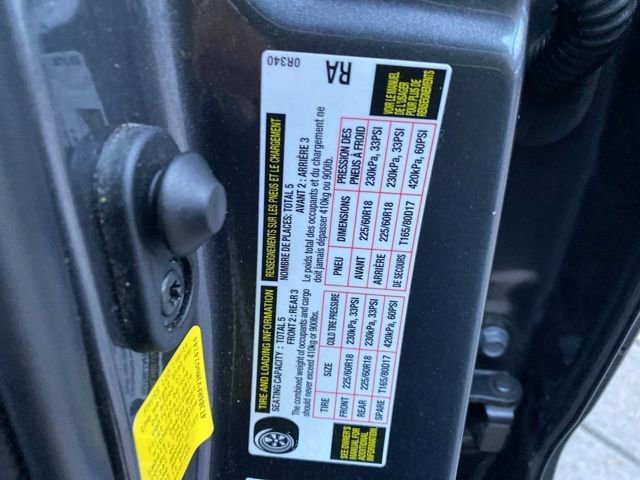 TIRE AND LOADING INFORMATION
SEATING CAPACITY : TOTAL 5
FRONT 2 : REAR 3
The combined weight of occupants and cargo
should never exceed 410kg or 900lbs.
TIRE SIZE COLD TIRE PRESSURE
FRONT 225/60R18 230kPa, 33PSI
REAR 225/60R18 230kPa, 33PSI
SPARE T165/80D17 420kPa, 60PSI
SEE OWNER'S
MANUAL FOR
ADDITIONAL
INFORMATION
RENSEIGNEMENTS SUR LES PNEUS ET LE CHARGEMENT
NOMBRE DE PLACES: TOTAL 5
AVANT 2 : ARRIÈRE 3
Le poids total des occupants et du chargement ne
doit jamais dépasser 410kg ou 900lb.
PNEU DIMENSIONS PRESSION DES
PNEUS À FROID
AVANT 225/60R18 230kPa, 33PSI
ARRIÈRE 225/60R18 230kPa, 33PSI
DE SECOURS T165/80D17 420kPa, 60PSI
VOIR LE MANUEL
DE L'USAGER
POUR PLUS DE
RENSEIGNEMENTS
0R340
RA